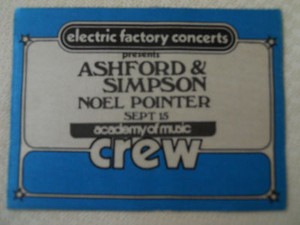 electric factory concerts
presents
ASHFORD &
SIMPSON
NOEL POINTER
SEPT 15
academy of music
crew